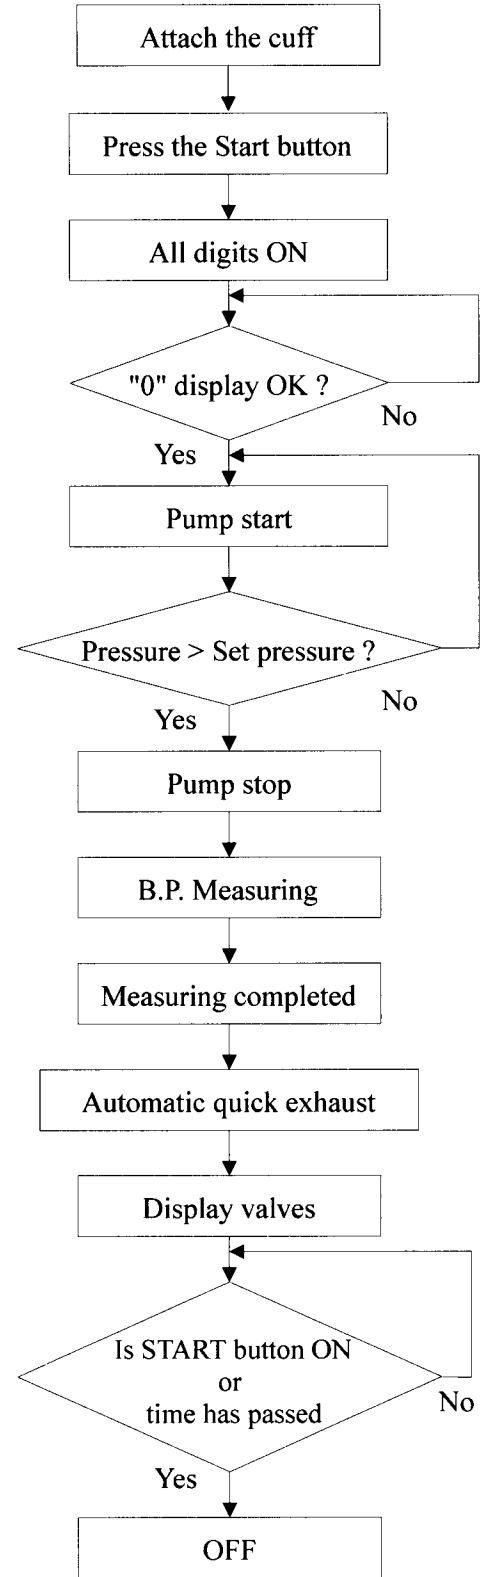 Attach the cuff
Press the Start button
All digits ON
"0" display OK ?
No
Yes
Pump start
Pressure > Set pressure ?
No
Yes
Pump stop
B.P. Measuring
Measuring completed
Automatic quick exhaust
Display valves
Is START button ON
or
time has passed
No
Yes
OFF